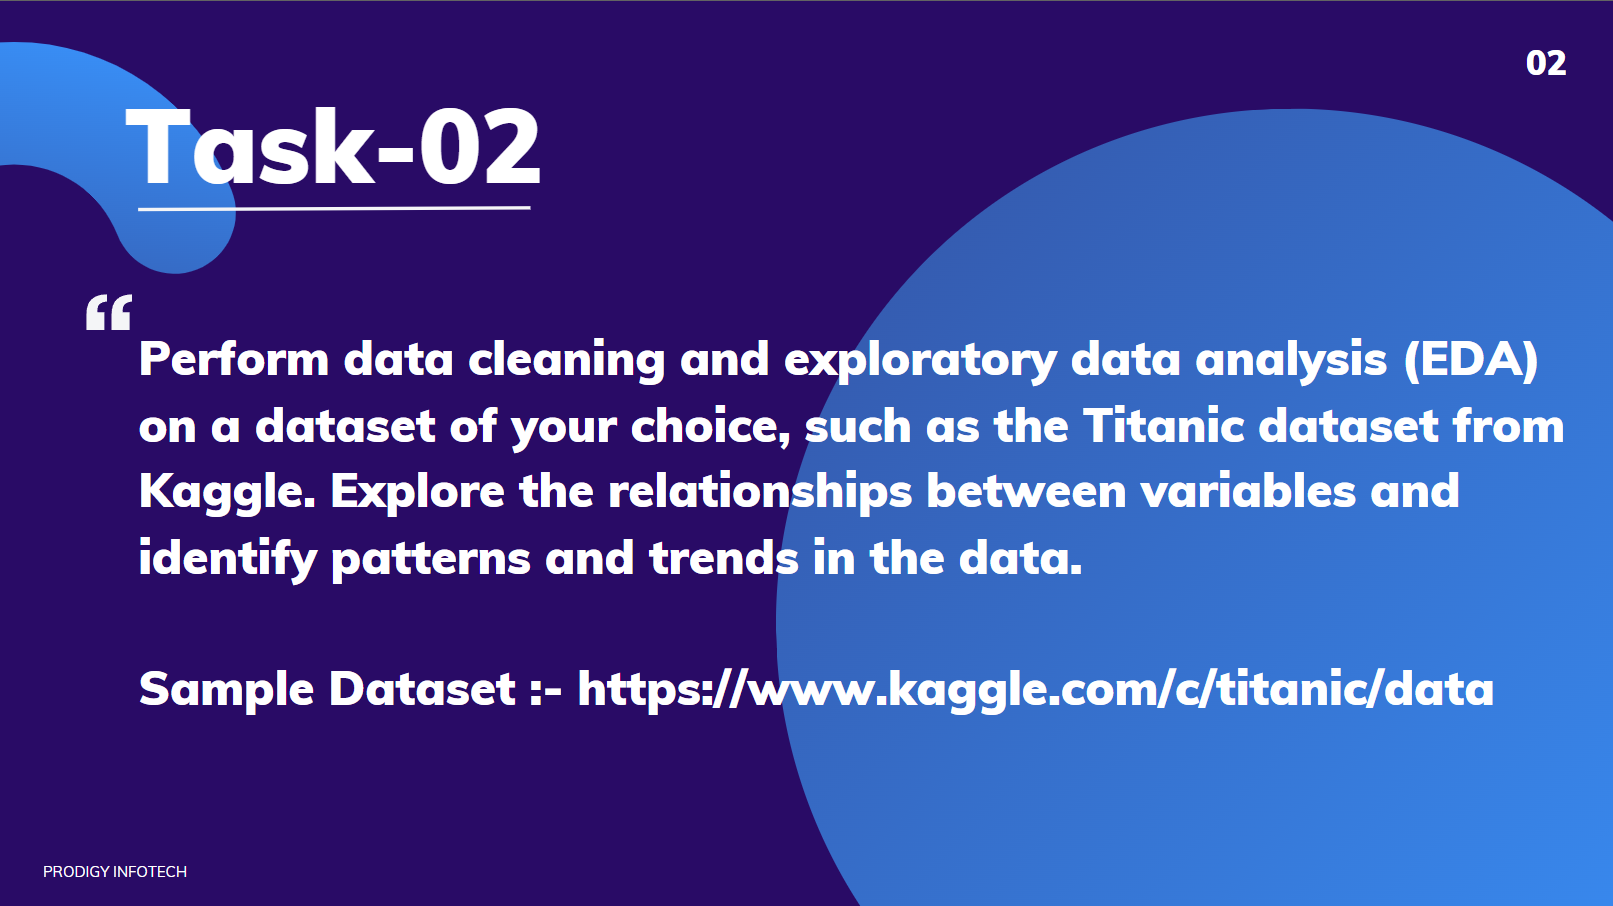 02
Task-02
“
Perform data cleaning and exploratory data analysis (EDA)
on a dataset of your choice, such as the Titanic dataset from
Kaggle. Explore the relationships between variables and
identify patterns and trends in the data.
Sample Dataset :- https://www.kaggle.com/c/titanic/data
PRODIGY INFOTECH